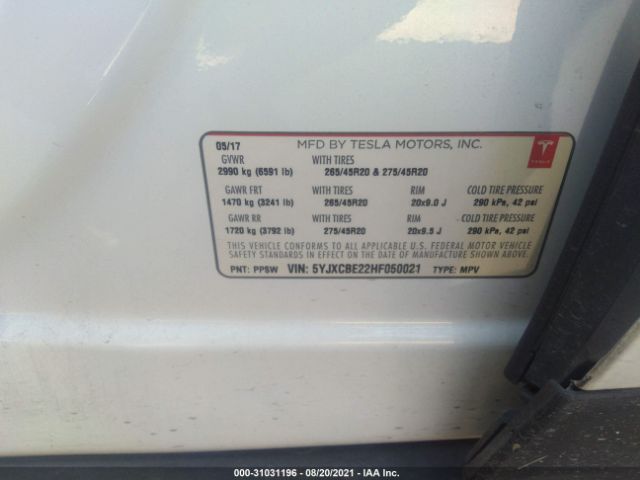 05/17 MFD BY TESLA MOTORS, INC.
GVWR WITH TIRES
2990 kg (6591 lb) 265/45R20 & 275/45R20
TESLA
GAWR FRT WITH TIRES RIM COLD TIRE PRESSURE
1470 kg (3241 lb) 265/45R20 20x9.0 J 290 kPa, 42 psi
GAWR RR WITH TIRES RIM COLD TIRE PRESSURE
1720 kg (3792 lb) 275/45R20 20x9.5 J 290 kPa, 42 psi
THIS VEHICLE CONFORMS TO ALL APPLICABLE U.S. FEDERAL MOTOR VEHICLE
SAFETY STANDARDS IN EFFECT ON THE DATE OF MANUFACTURE SHOWN ABOVE.
PNT: PPSW VIN: 5YJXCBE22HF050021 TYPE: MPV
000-31031196 - 08/20/2021 - IAA Inc.